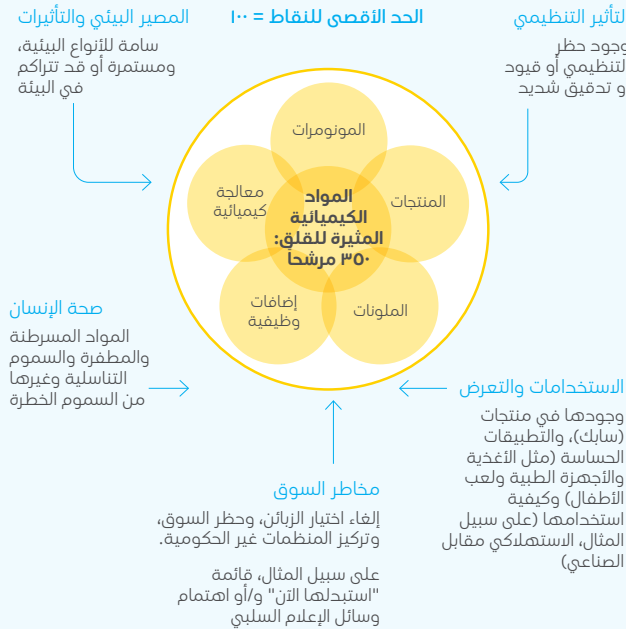 الحد الأقصى للنقاط = ١٠٠
لتأثير التنظيمي
وجود حظر
لتنظيمي أو قيود
و تدقيق شديد
المصير البيئي والتأثيرات
سامة للأنواع البيئية،
ومستمرة أو قد تتراكم
في البيئة
المونومرات
المنتجات
معالجة
كيميائية
المواد
الكيميائية
المثيرة للقلق:
٣٥٠ مرشحاً
الملونات
إضافات
وظيفية
صحة الإنسان
المواد المسرطنة
والمطفرة والسموم
التناسلية وغيرها
من السموم الخطرة
الاستخدامات والتعرض
وجودها في منتجات
(سابك)، والتطبيقات
الحساسة (مثل الأغذية
والأجهزة الطبية ولعب
الأطفال) وكيفية
استخدامها (على سبيل
المثال، الاستهلاكي مقابل
الصناعي)
مخاطر السوق
إلغاء اختيار الزبائن، وحظر السوق،
وتركيز المنظمات غير الحكومية.
على سبيل المثال، قائمة
"استبدلها الآن" و/أو اهتمام
وسائل الإعلام السلبي